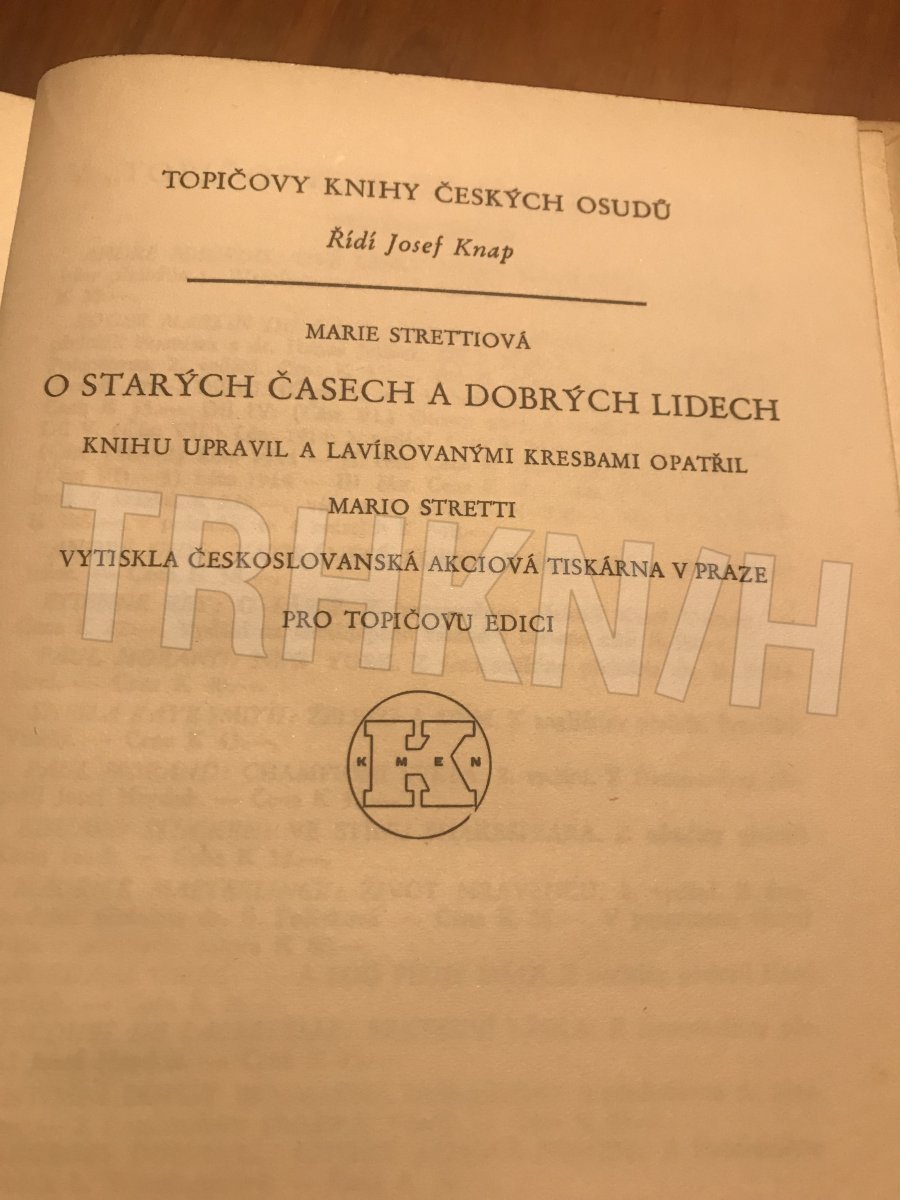 TOPIČOVY KNIHY ČESKÝCH OSUDŮ
Řídí Josef Knap
MARIE STRETTIOVÁ
O STARÝCH ČASECH A DOBRÝCH LIDECH
KNIHU UPRAVIL A LAVÍROVANÝMI KRESBAMI OPATŘIL
MARIO STRETTI
VYTISKLA ČESKOSLOVANSKÁ AKCIOVÁ TISKÁRNA V PRAZE
PRO TOPIČOVU EDICI
TRHKNIH
K
KMEN